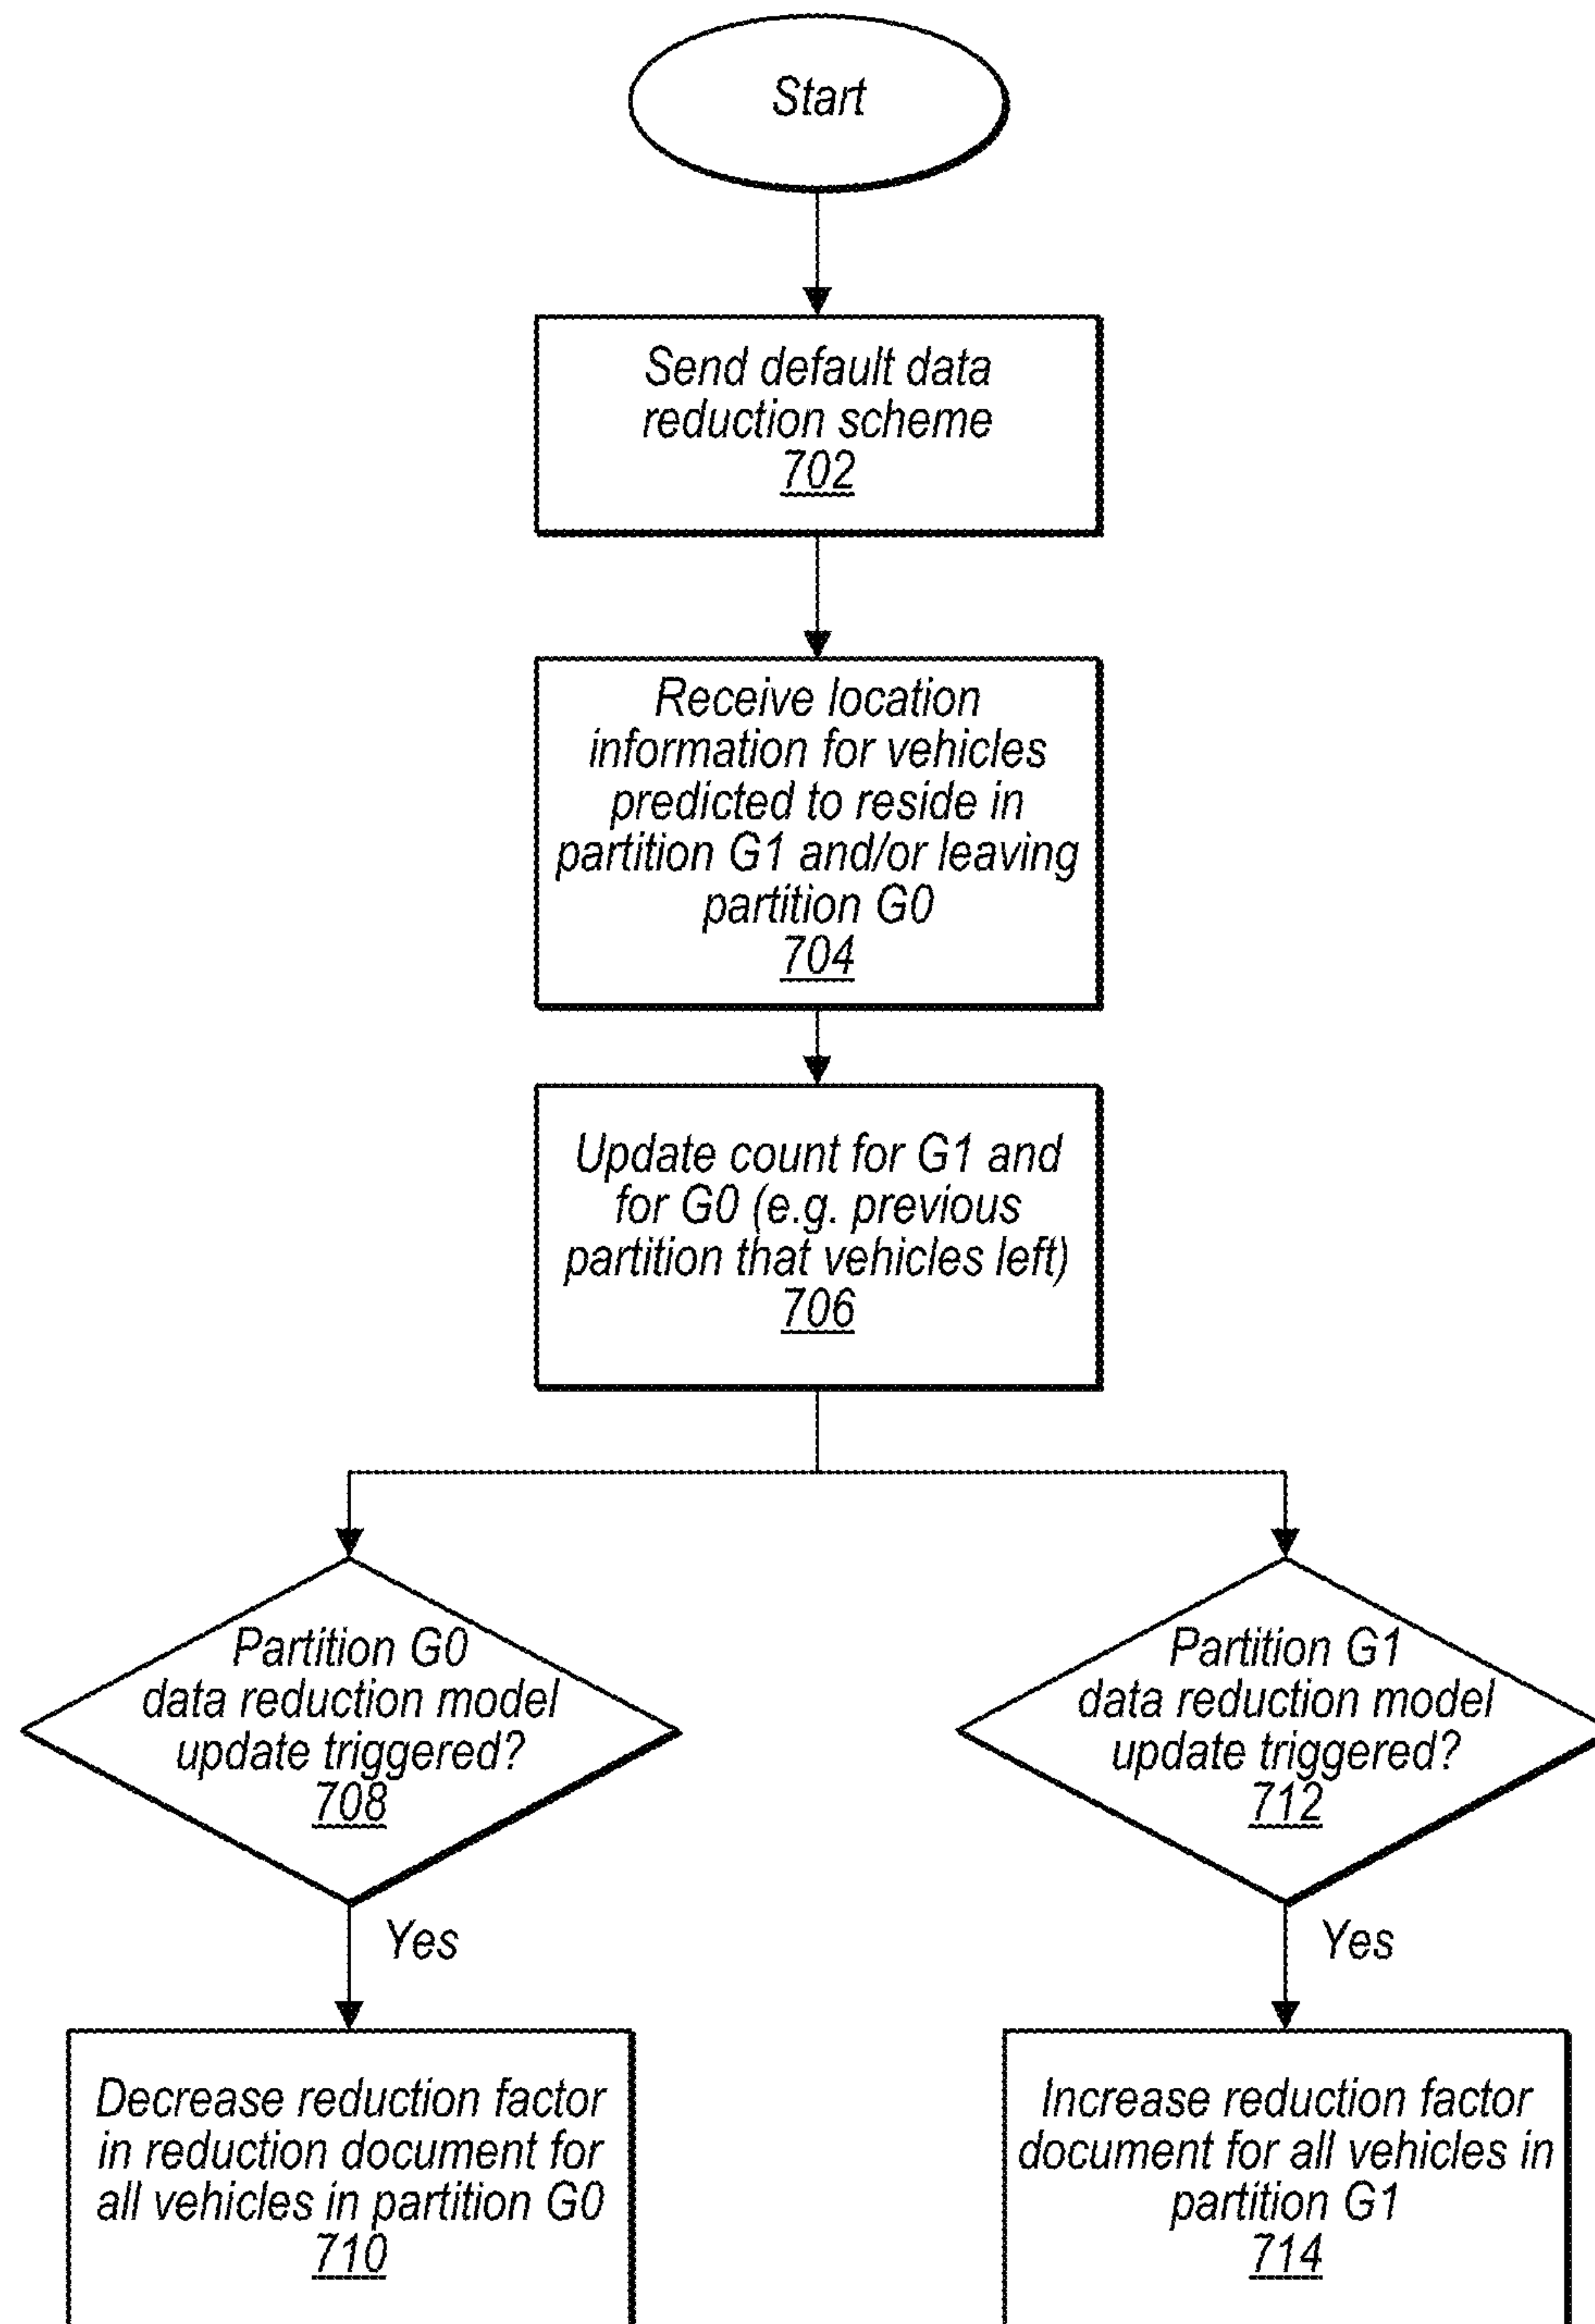 Start
Send default data
reduction scheme
702
Receive location
information for vehicles
predicted to reside in
partition G1 and/or leaving
partition G0
704
Update count for G1 and
for G0 (e.g. previous
partition that vehicles left)
706
Partition G0
data reduction model
update triggered?
708
Yes
Decrease reduction factor
in reduction document for
all vehicles in partition G0
710
Partition G1
data reduction model
update triggered?
712
Yes
Increase reduction factor
document for all vehicles in
partition G1
714